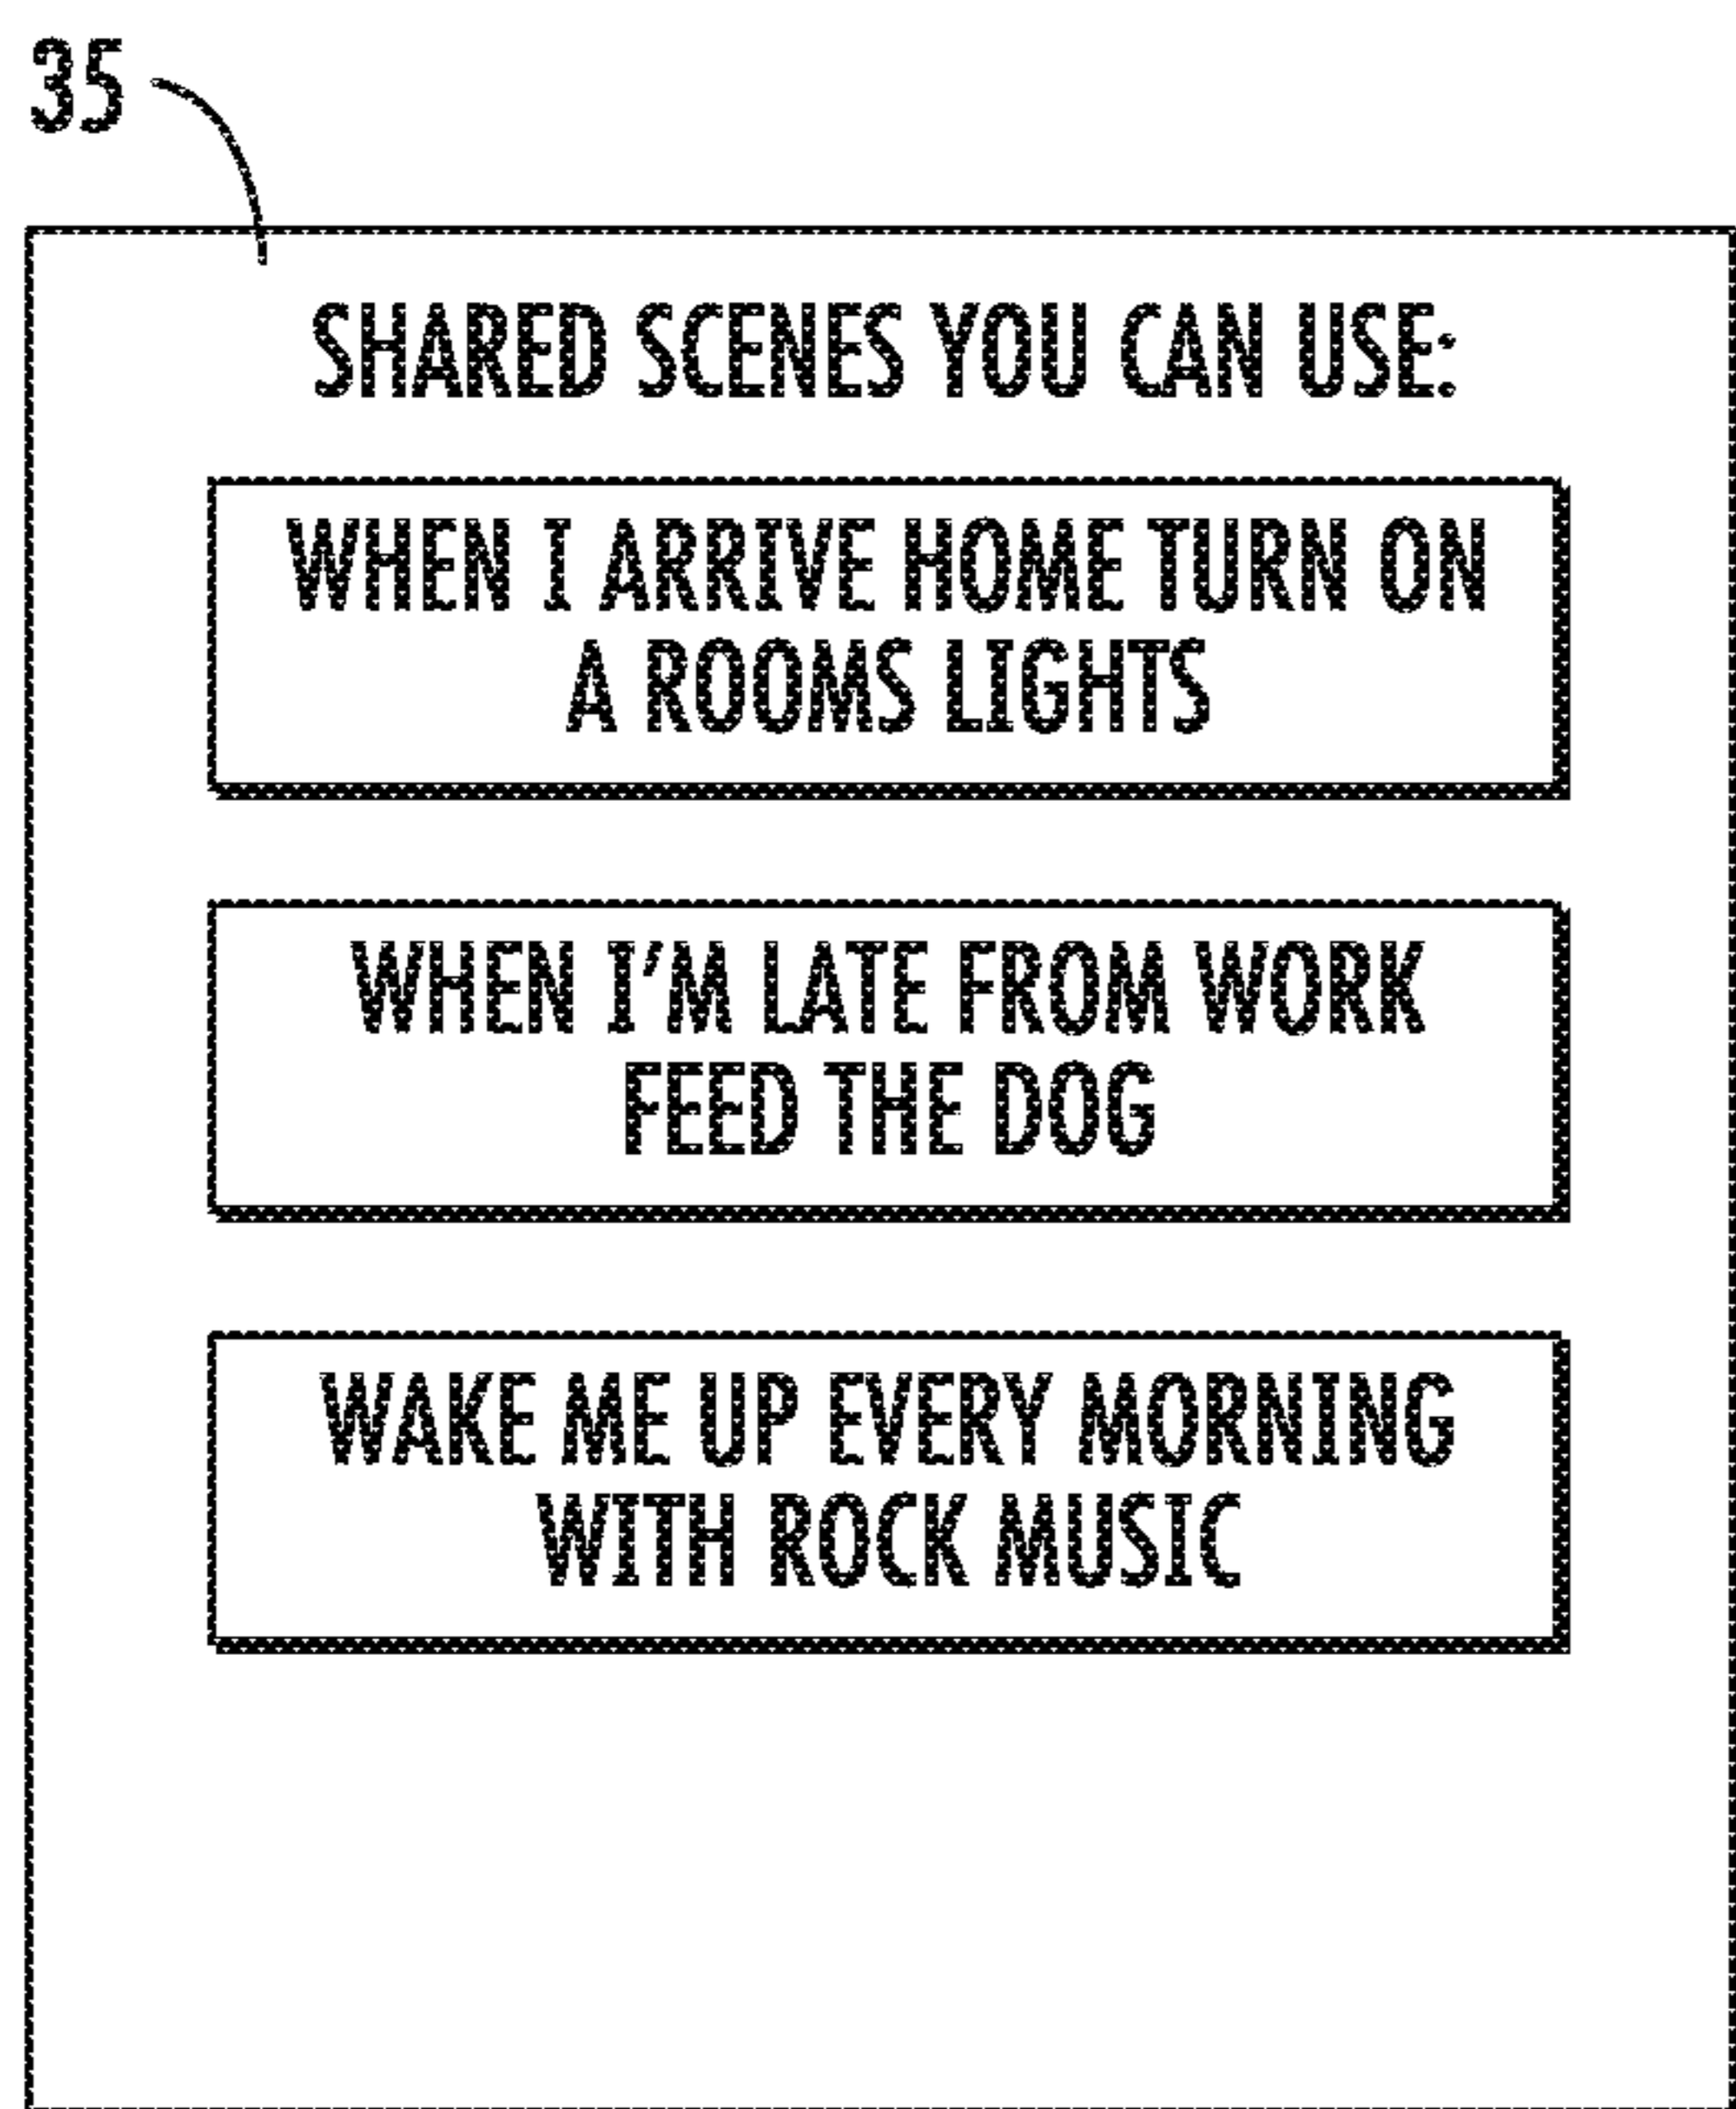 35
SHARED SCENES YOU CAN USE:
WHEN I ARRIVE HOME TURN ON
A ROOMS LIGHTS
WHEN I'M LATE FROM WORK
FEED THE DOG
WAKE ME UP EVERY MORNING
WITH ROCK MUSIC